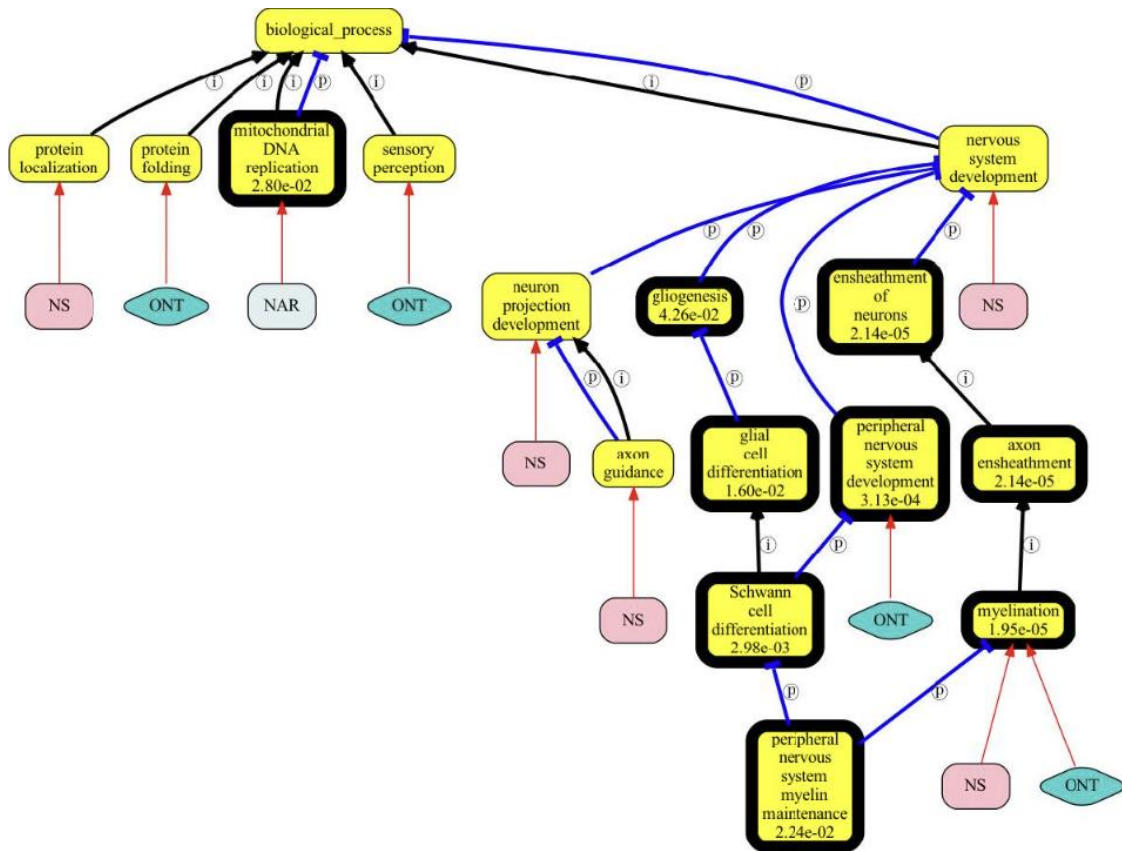 biological_process
p
i
i
i
p
i
i
protein
localization
protein
folding
mitochondrial
DNA
replication
2.80e-02
sensory
perception
nervous
system
development
NS
ONT
NAR
ONT
p
p
p
p
neuron
projection
development
gliogenesis
4.26e-02
ensheathment
of
neurons
2.14e-05
NS
p
i
p
i
NS
axon
guidance
glial
cell
differentiation
1.60e-02
peripheral
nervous
system
development
3.13e-04
axon
ensheathment
2.14e-05
i
p
i
NS
Schwann
cell
differentiation
2.98e-03
ONT
myelination
1.95e-05
p
p
peripheral
nervous
system
myelin
maintenance
2.24e-02
NS
ONT